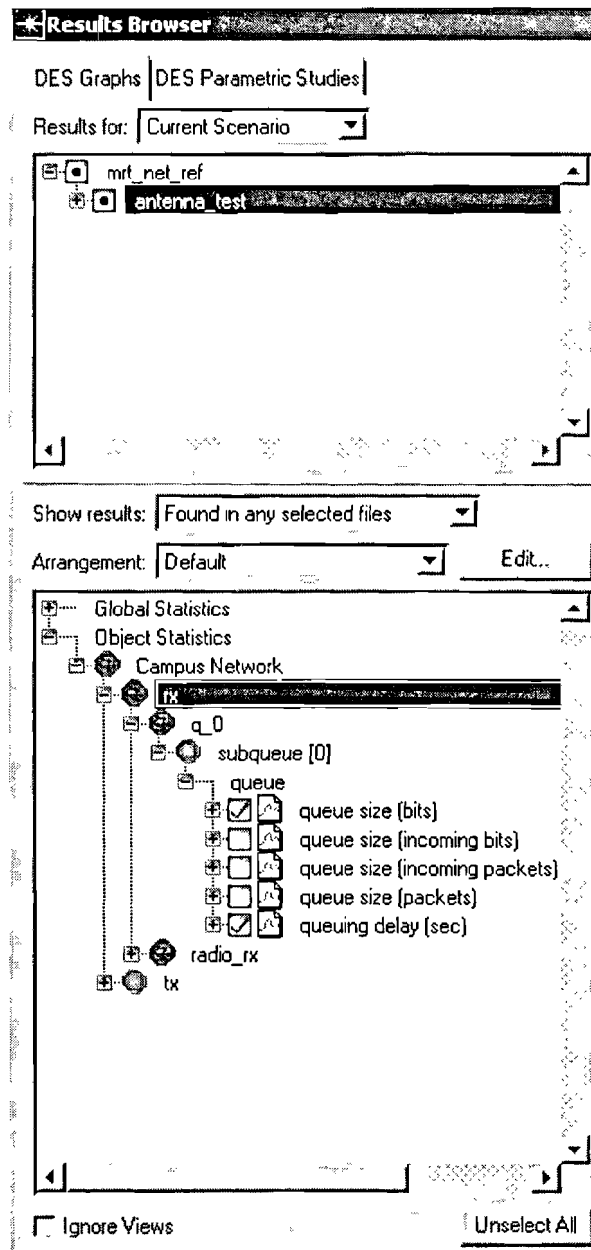 Results Browser
DES Graphs DES Parametric Studies
Results for: Current Scenario
mrt_net_ref
antenna_test
Show results: Found in any selected files
Arrangement: Default Edit...
Global Statistics
Object Statistics
Campus Network
rx
q_0
subqueue [0]
queue
queue size (bits)
queue size (incoming bits)
queue size (incoming packets)
queue size (packets)
queuing delay (sec)
radio_rx
tx
Ignore Views Unselect All